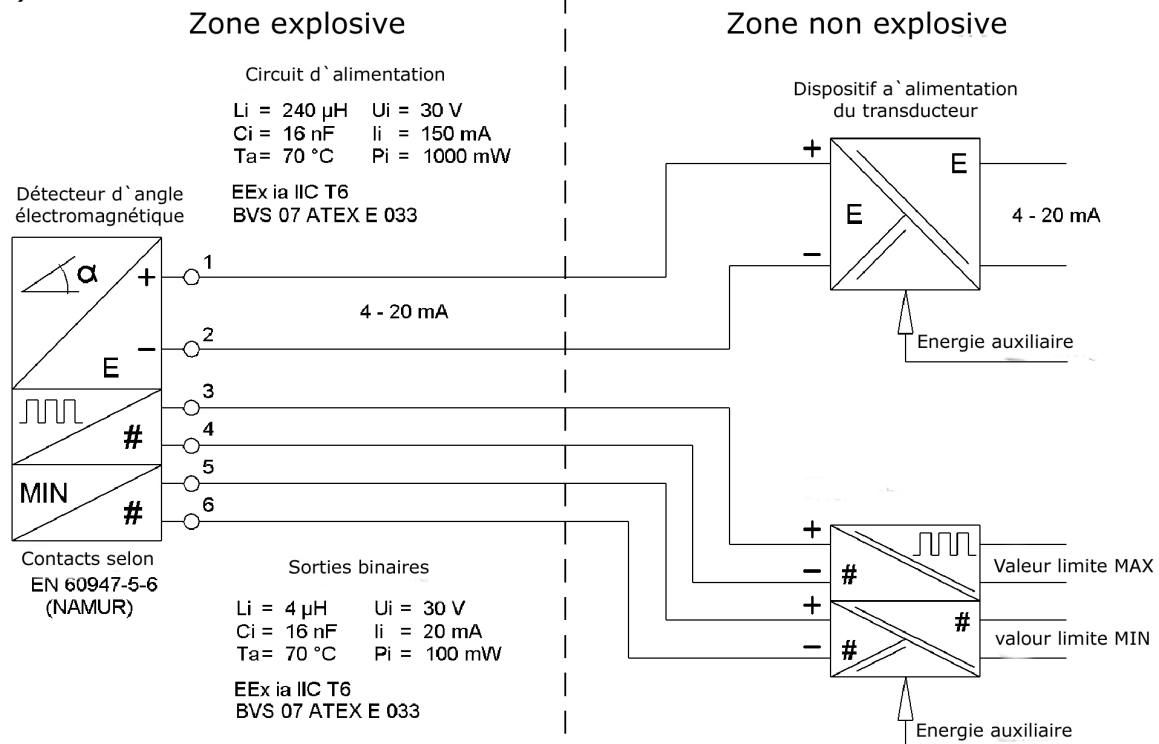 Zone explosive
Zone non explosive
Circuit d`alimentation
Li = 240 µH Ui = 30 V
Ci = 16 nF Ii = 150 mA
Ta= 70 °C Pi = 1000 mW
EEx ia IIC T6
BVS 07 ATEX E 033
Dispositif a`alimentation
du transducteur
+
E
E
−
4 - 20 mA
Energie auxiliaire
Détecteur d`angle
électromagnétique
α
+
1
4 - 20 mA
−
2
E
3
#
4
MIN
5
#
6
Contacts selon
EN 60947-5-6
(NAMUR)
Sorties binaires
Li = 4 µH Ui = 30 V
Ci = 16 nF Ii = 20 mA
Ta= 70 °C Pi = 100 mW
EEx ia IIC T6
BVS 07 ATEX E 033
+
− #
Valeur limite MAX
+
#
− #
valour limite MIN
Energie auxiliaire